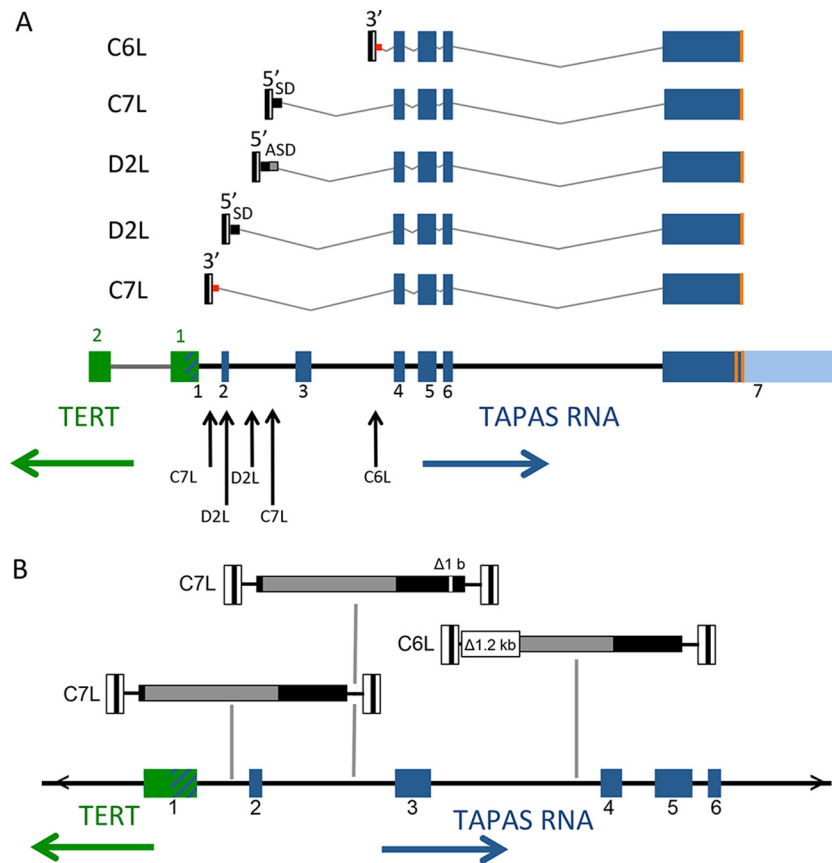 A
3’
C6L
5’
SD
C7L
5’
ASD
D2L
5’
SD
D2L
3’
C7L
2 1
1 2 3 4 5 6 7
TERT TAPAS RNA
C7L D2L C6L
D2L C7L
B
Δ1 b
C7L
C6L Δ1.2 kb
C7L
1 2 3 4 5 6
TERT TAPAS RNA